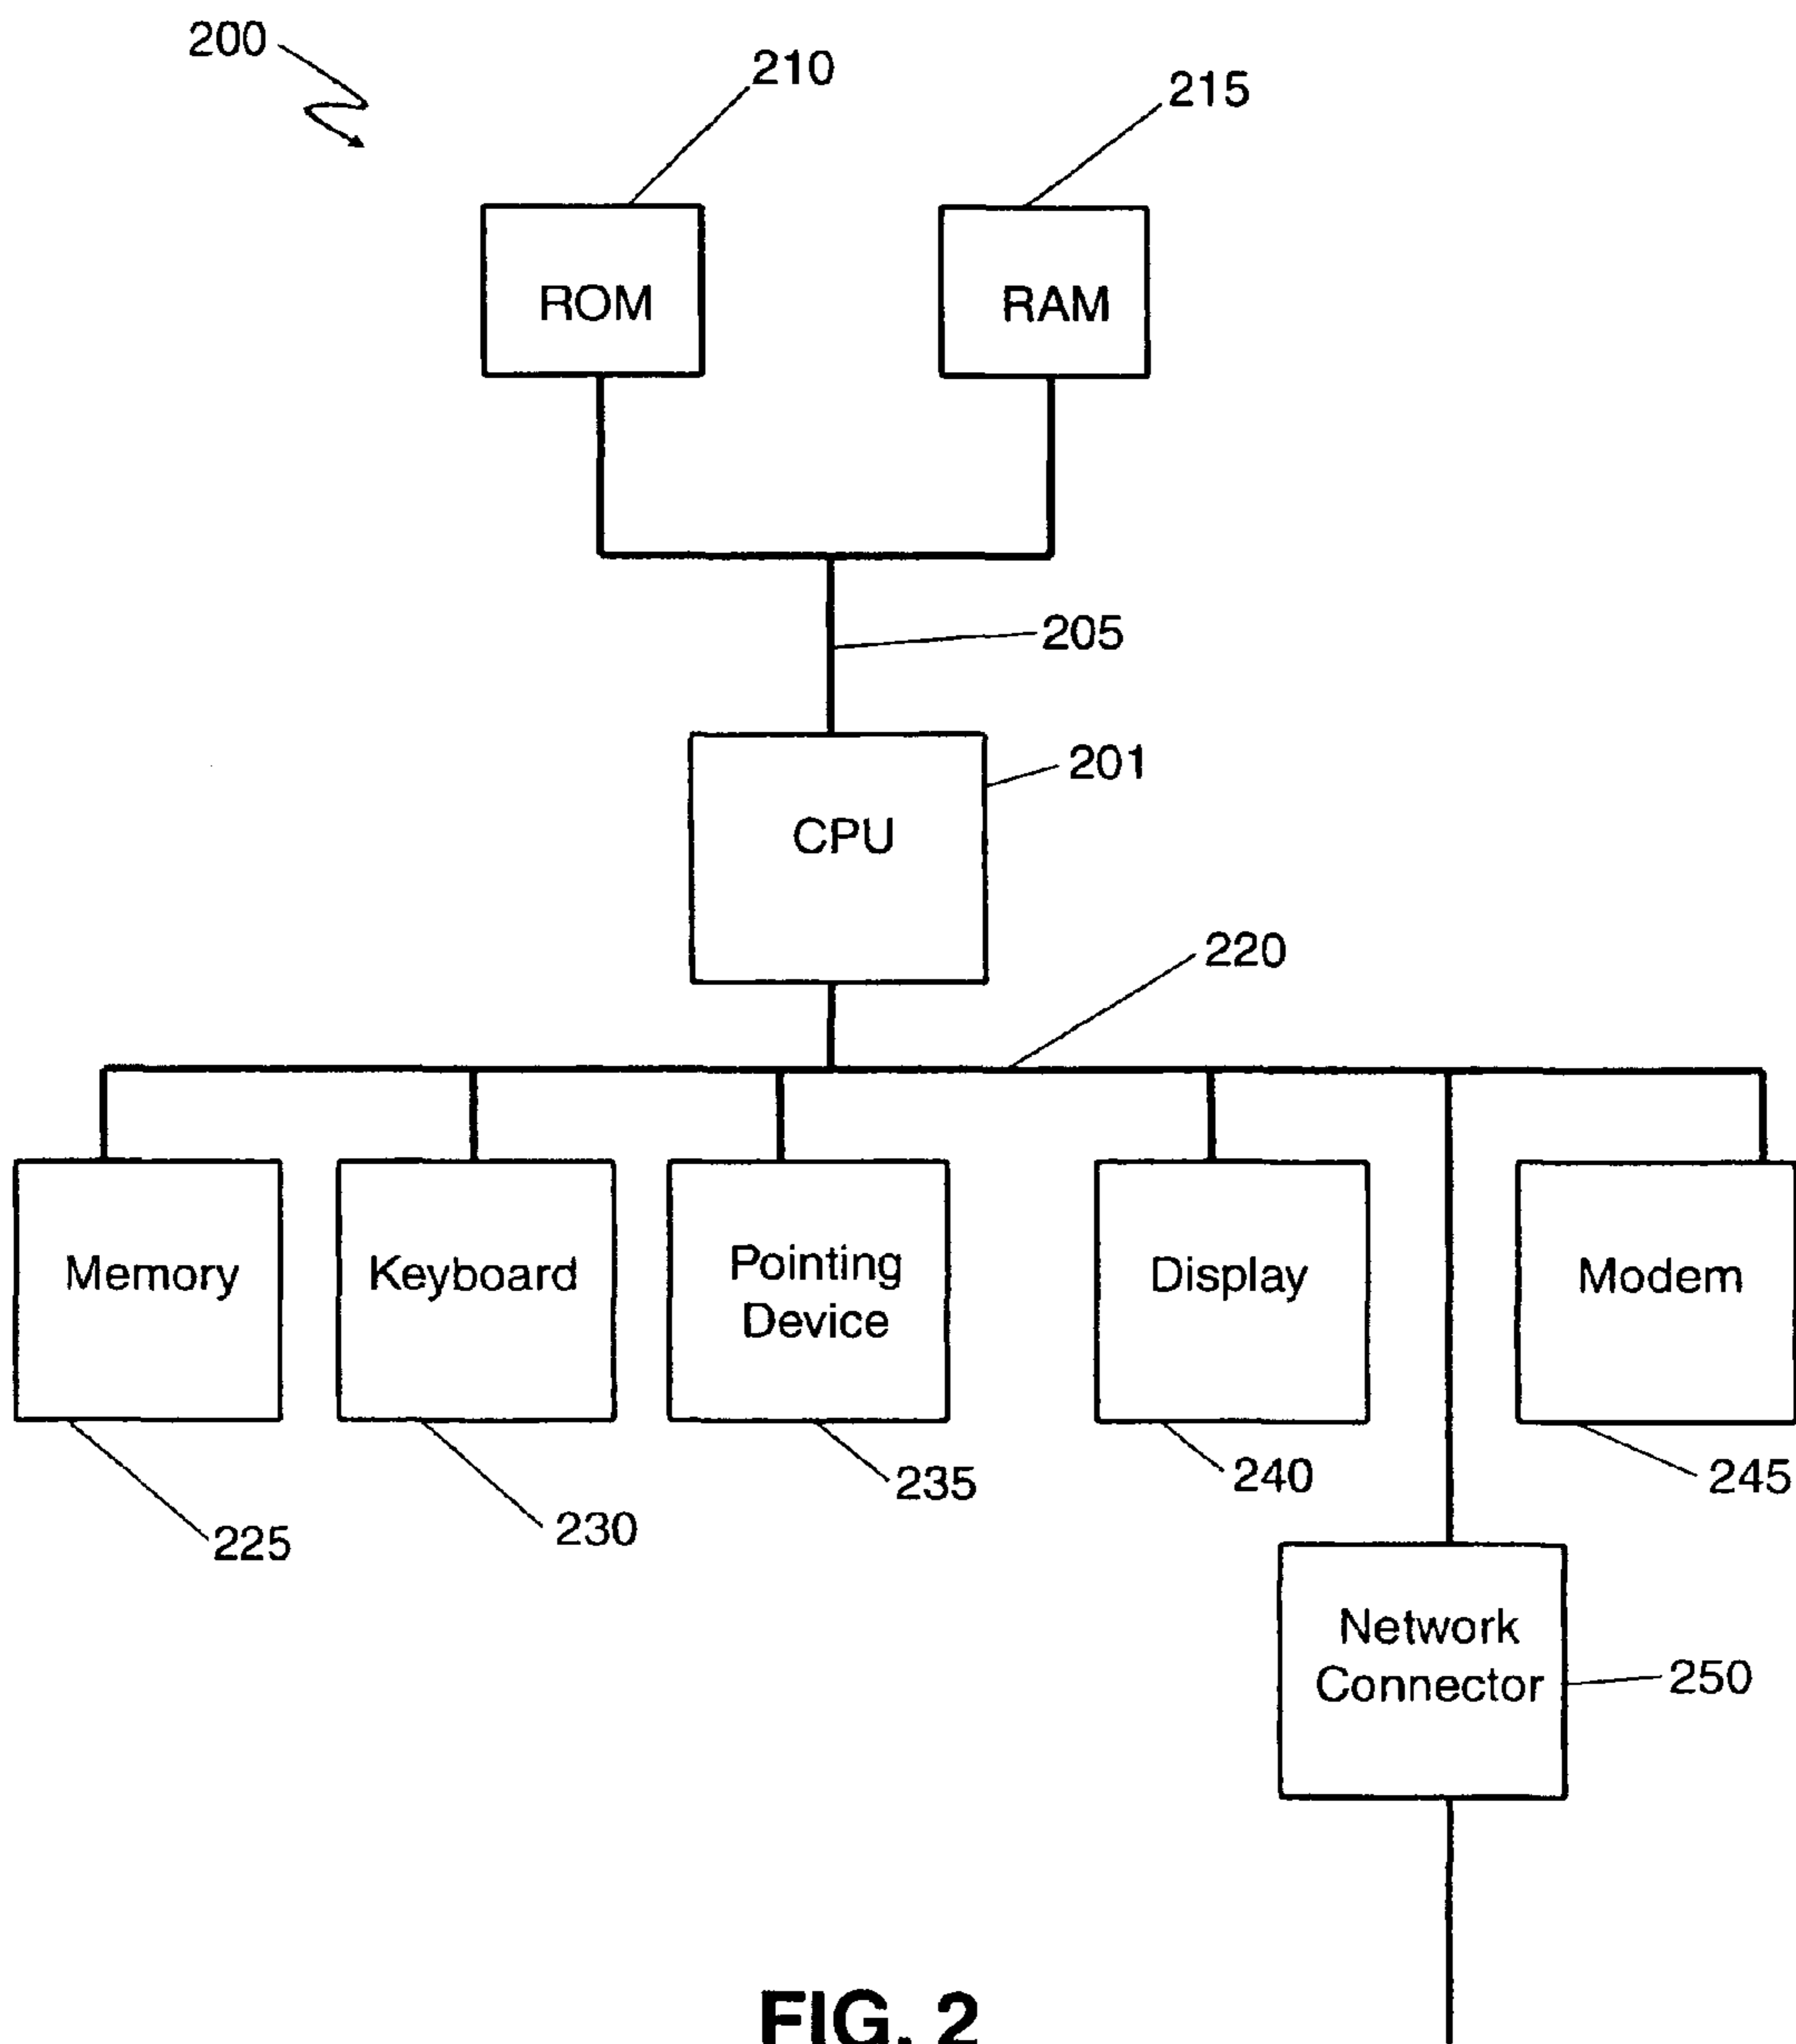 200
210
215
ROM
RAM
205
201
CPU
220
Memory
Keyboard
Pointing
Device
Display
Modem
225
230
235
240
245
Network
Connector
250
FIG. 2